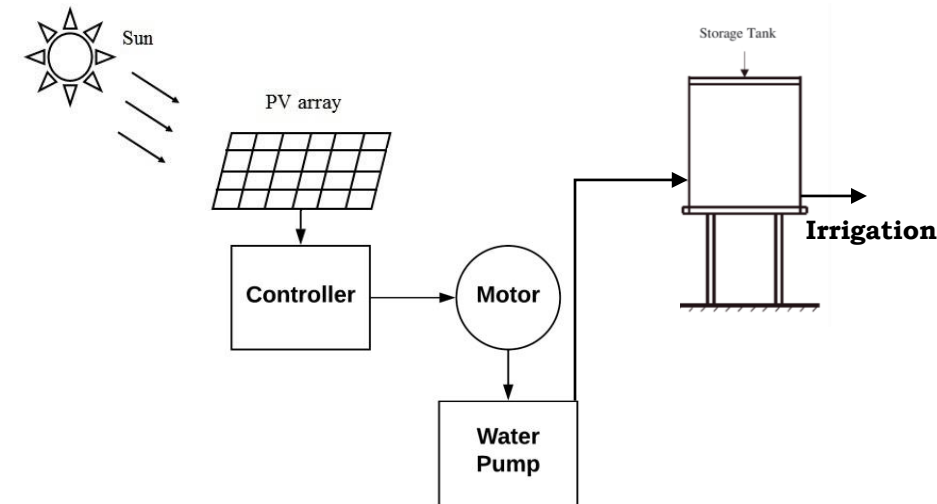 Sun
Storage Tank
PV array
Irrigation
Controller
Motor
Water
Pump